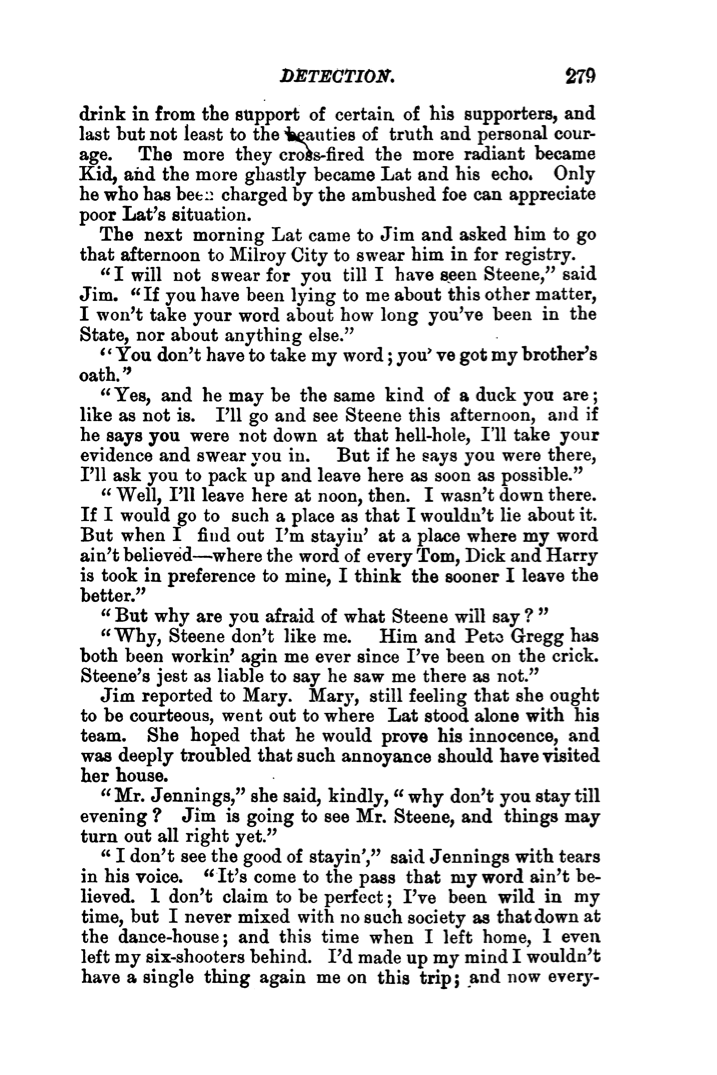 DETECTION. 279
drink in from the support of certain of his supporters, and
last but not least to the beauties of truth and personal cour-
age. The more they cross-fired the more radiant became
Kid, and the more ghastly became Lat and his echo. Only
he who has been charged by the ambushed foe can appreciate
poor Lat's situation.
The next morning Lat came to Jim and asked him to go
that afternoon to Milroy City to swear him in for registry.
"I will not swear for you till I have seen Steene," said
Jim. "If you have been lying to me about this other matter,
I won't take your word about how long you've been in the
State, nor about anything else."
"You don't have to take my word; you've got my brother's
oath."
"Yes, and he may be the same kind of a duck you are;
like as not is. I'll go and see Steene this afternoon, and if
he says you were not down at that hell-hole, I'll take your
evidence and swear you in. But if he says you were there,
I'll ask you to pack up and leave here as soon as possible."
"Well, I'll leave here at noon, then. I wasn't down there.
If I would go to such a place as that I wouldn't lie about it.
But when I find out I'm stayin' at a place where my word
ain't believed—where the word of every Tom, Dick and Harry
is took in preference to mine, I think the sooner I leave the
better."
"But why are you afraid of what Steene will say?"
"Why, Steene don't like me. Him and Pete Gregg has
both been workin' agin me ever since I've been on the crick.
Steene's jest as liable to say he saw me there as not."
Jim reported to Mary. Mary, still feeling that she ought
to be courteous, went out to where Lat stood alone with his
team. She hoped that he would prove his innocence, and
was deeply troubled that such annoyance should have visited
her house.
"Mr. Jennings," she said, kindly, "why don't you stay till
evening? Jim is going to see Mr. Steene, and things may
turn out all right yet."
"I don't see the good of stayin'," said Jennings with tears
in his voice. "It's come to the pass that my word ain't be-
lieved. I don't claim to be perfect; I've been wild in my
time, but I never mixed with no such society as that down at
the dance-house; and this time when I left home, I even
left my six-shooters behind. I'd made up my mind I wouldn't
have a single thing again me on this trip; and now every-